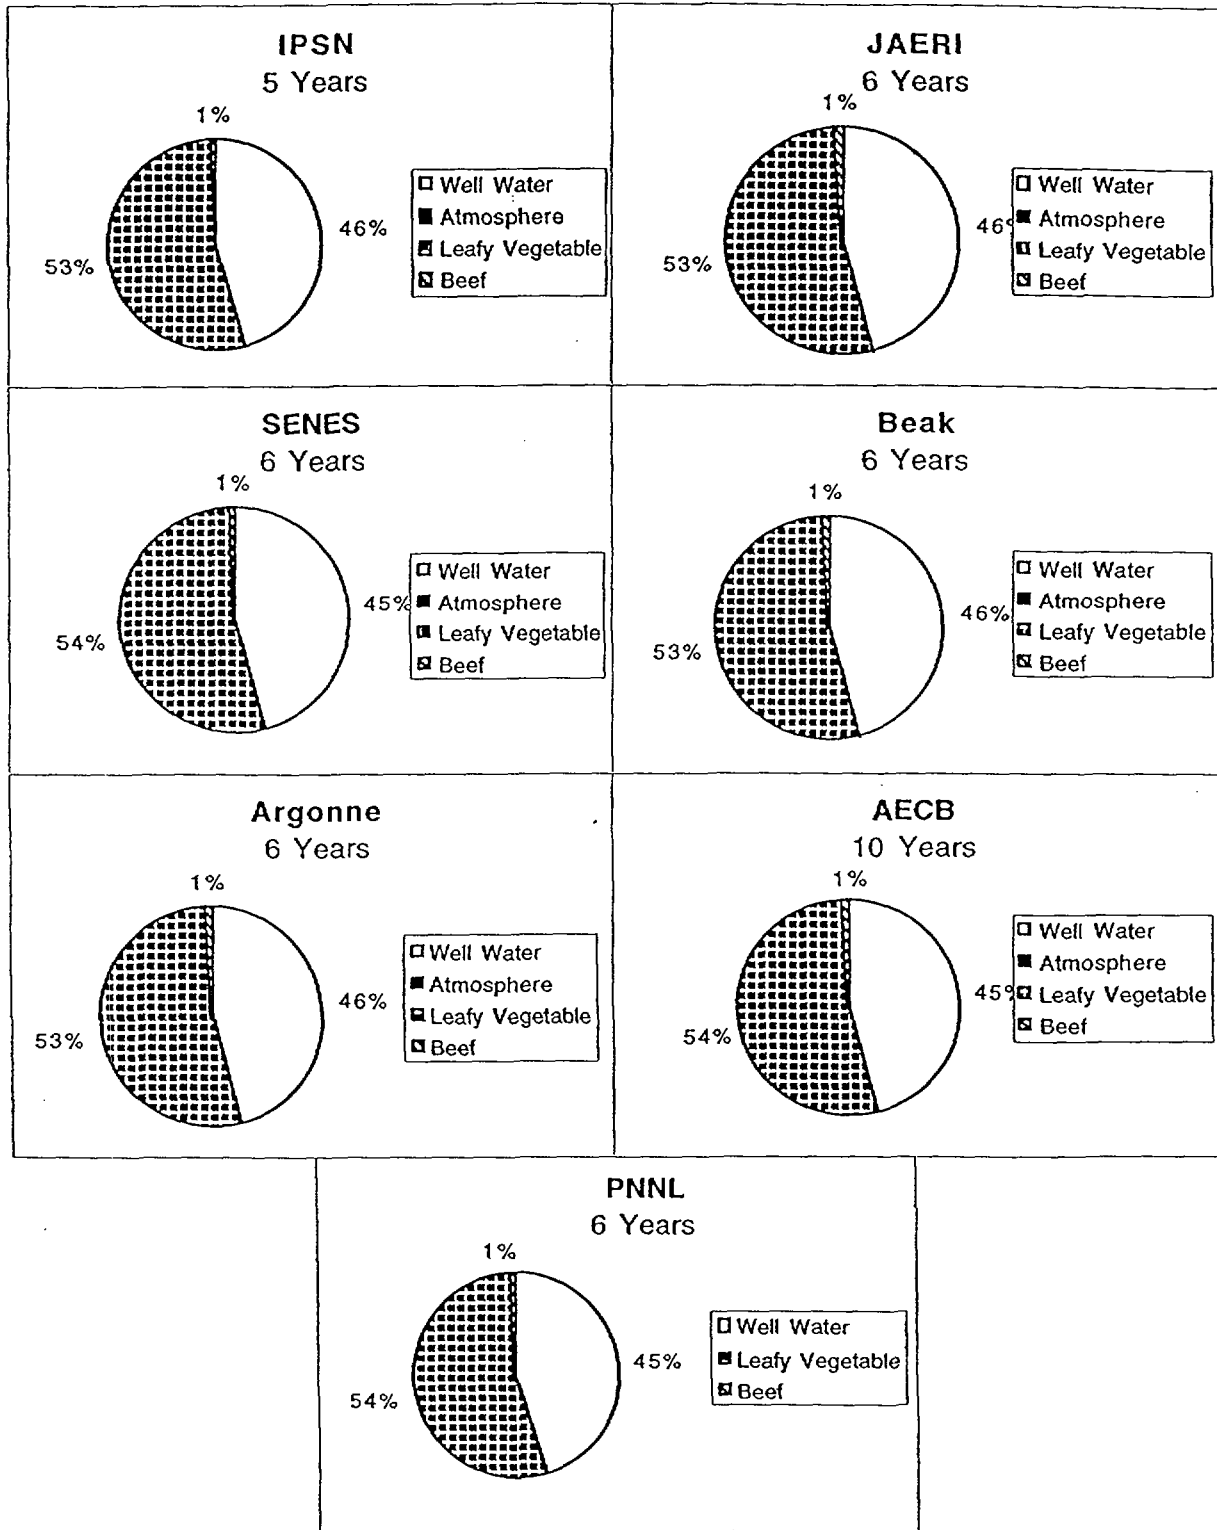 IPSN
5 Years
1%
46%
53%
Well Water
Atmosphere
Leafy Vegetable
Beef
JAERI
6 Years
1%
46%
53%
Well Water
Atmosphere
Leafy Vegetable
Beef
SENES
6 Years
1%
45%
54%
Well Water
Atmosphere
Leafy Vegetable
Beef
Beak
6 Years
1%
46%
53%
Well Water
Atmosphere
Leafy Vegetable
Beef
Argonne
6 Years
1%
46%
53%
Well Water
Atmosphere
Leafy Vegetable
Beef
AECB
10 Years
1%
45%
54%
Well Water
Atmosphere
Leafy Vegetable
Beef
PNNL
6 Years
1%
45%
54%
Well Water
Leafy Vegetable
Beef